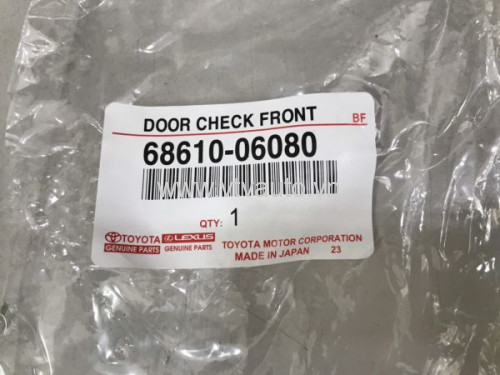 DOOR CHECK FRONT
BF
68610-06080
QTY: 1
TOYOTA LEXUS
GENUINE PARTS GENUINE PARTS
TOYOTA MOTOR CORPORATION
MADE IN JAPAN 23